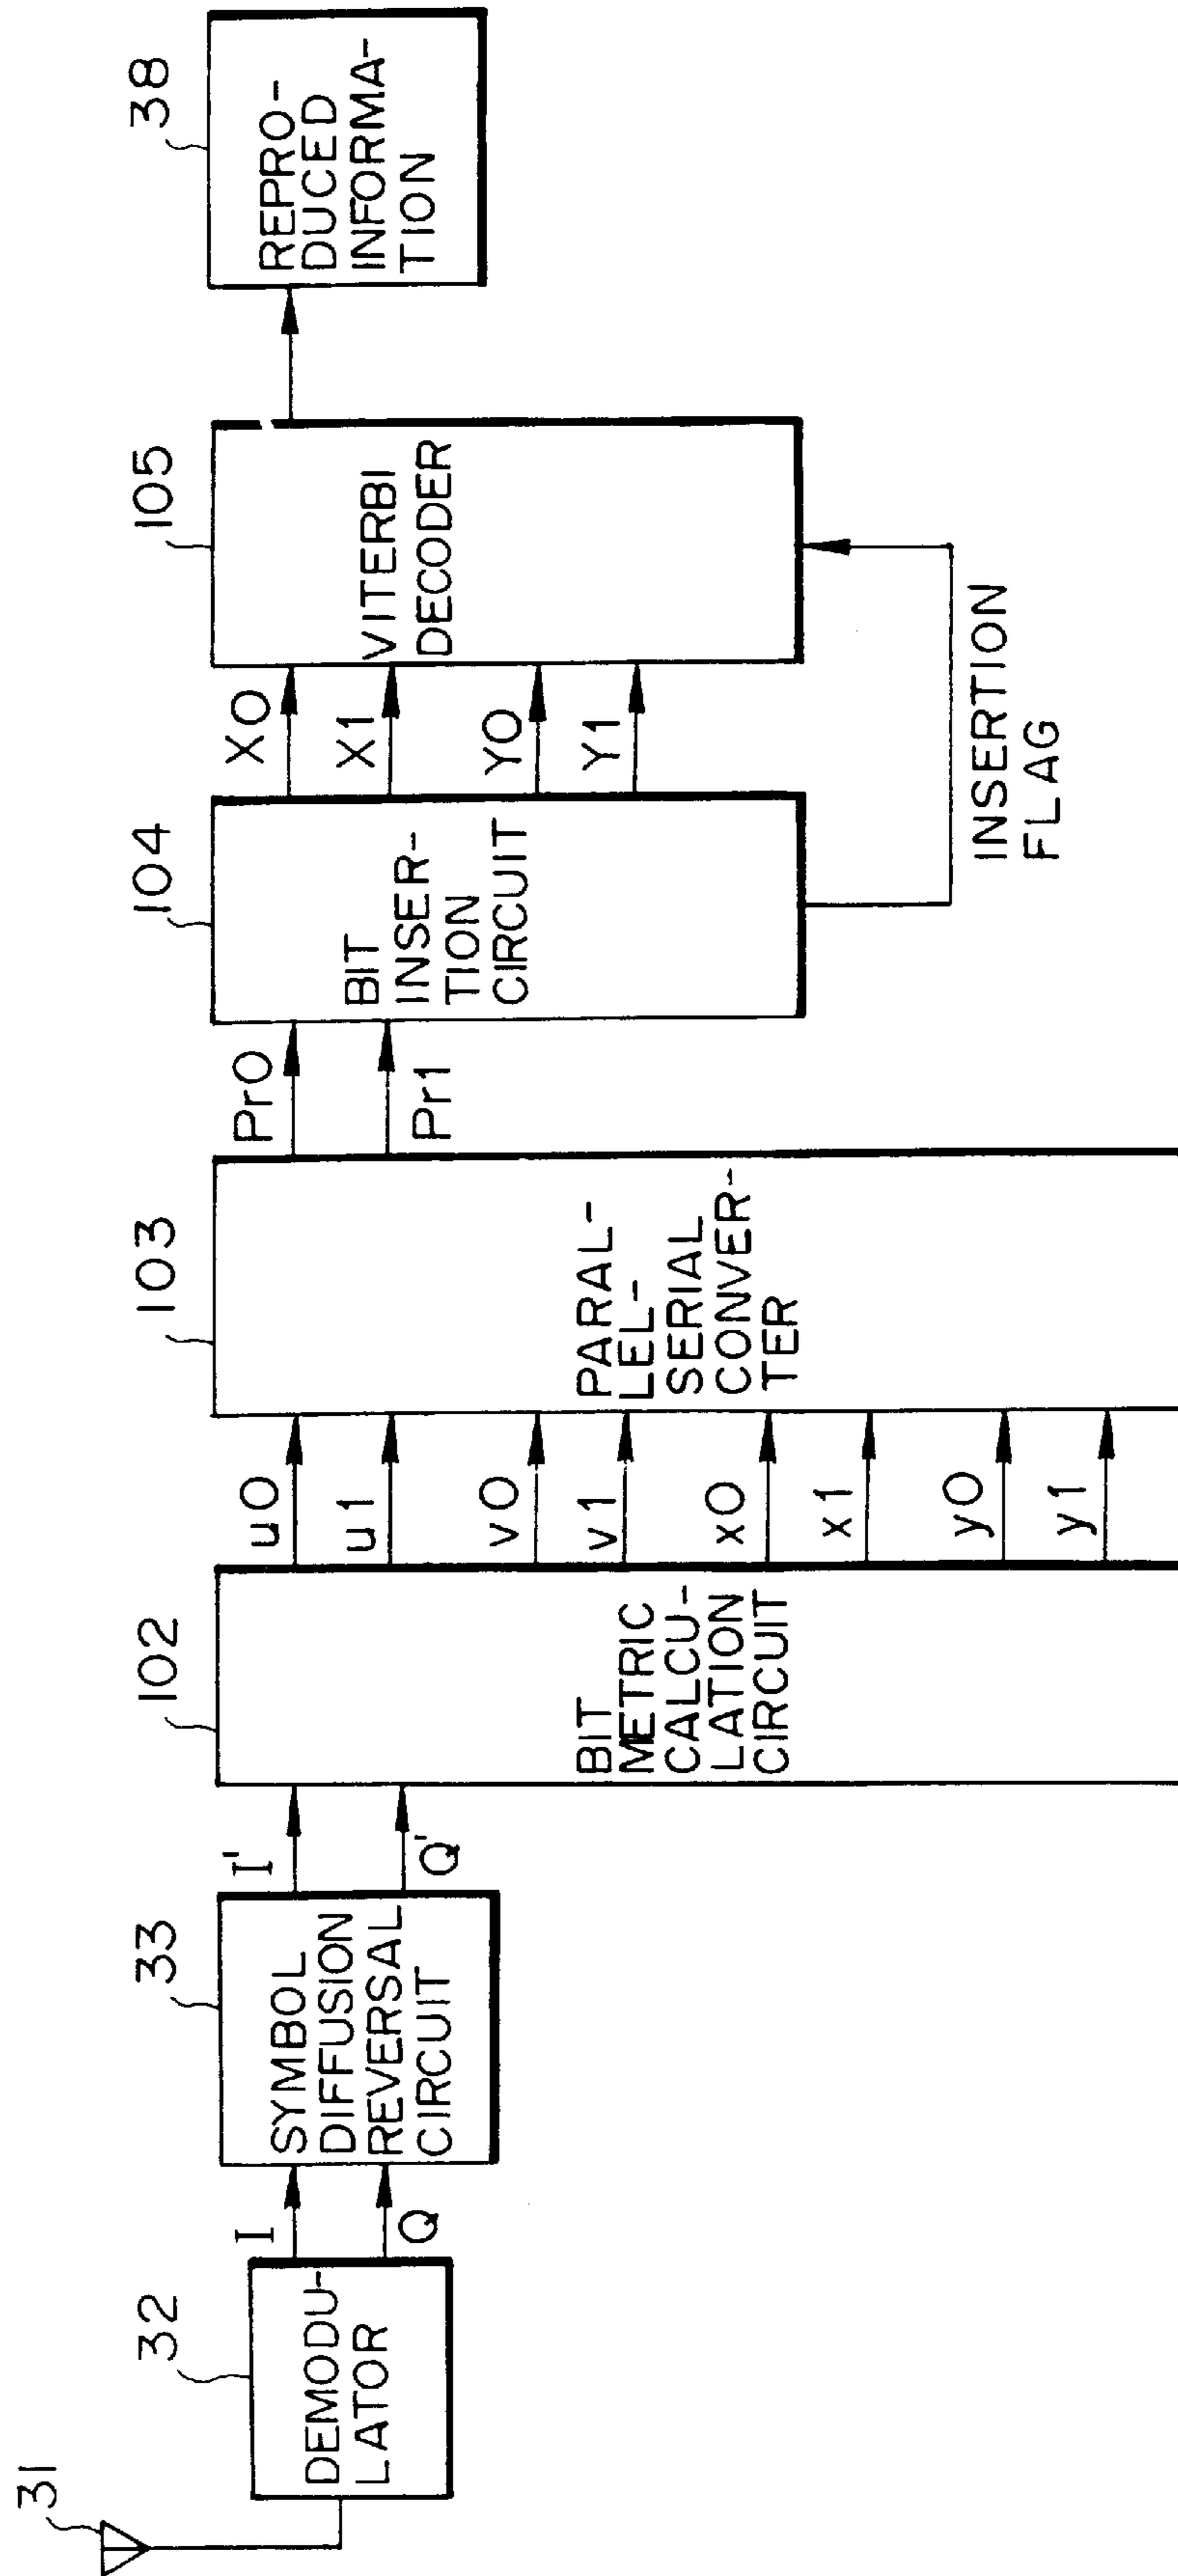 31
32
DEMODU-
LATOR
I
Q
33
SYMBOL
DIFFUSION
REVERSAL
CIRCUIT
I'
Q'
102
BIT
METRIC
CALCU-
LATION
CIRCUIT
u0
u1
v0
v1
x0
x1
y0
y1
103
PARAL-
LEL-
SERIAL
CONVER-
TER
Pr0
Pr1
104
BIT
INSER-
TION
CIRCUIT
X0
X1
Y0
Y1
INSERTION
FLAG
105
VITERBI
DECODER
38
REPRO-
DUCED
INFORMA-
TION